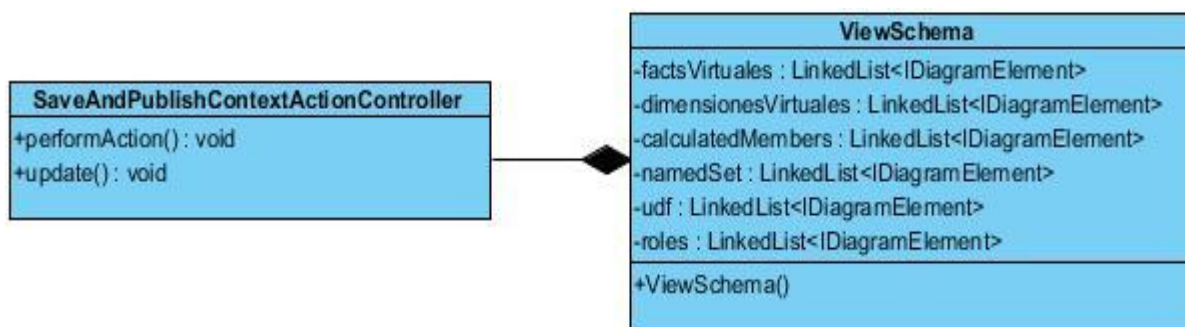 SaveAndPublishContextActionController
+performAction() : void
+update() : void
ViewSchema
-factsVirtuales : LinkedList<IDiagramElement>
-dimensionesVirtuales : LinkedList<IDiagramElement>
-calculatedMembers : LinkedList<IDiagramElement>
-namedSet : LinkedList<IDiagramElement>
-udf : LinkedList<IDiagramElement>
-roles : LinkedList<IDiagramElement>
+ViewSchema()